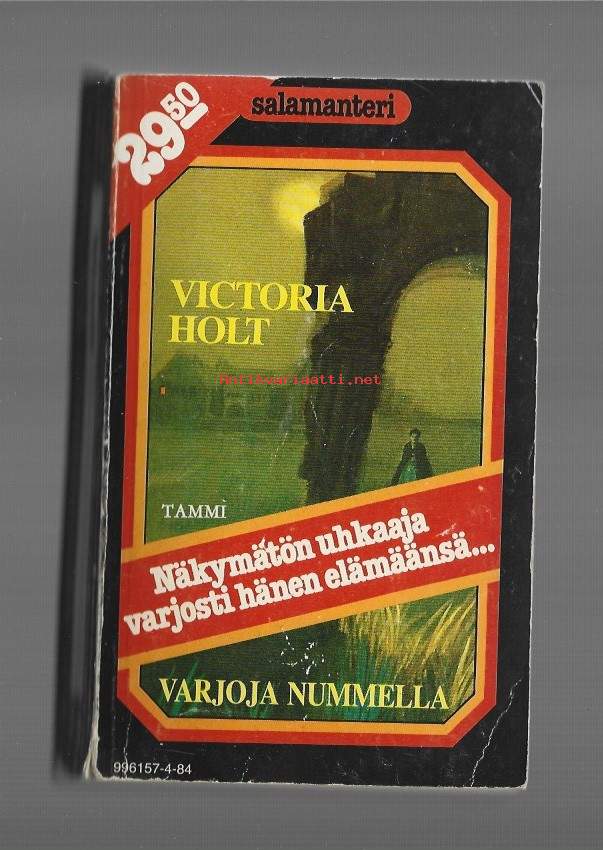 29.50
salamanteri
VICTORIA
HOLT
Antikvariaatti.net
TAMMI
Näkymätön uhkaaja
varjosti hänen elämäänsä...
VARJOJA NUMMELLA
996157-4-84